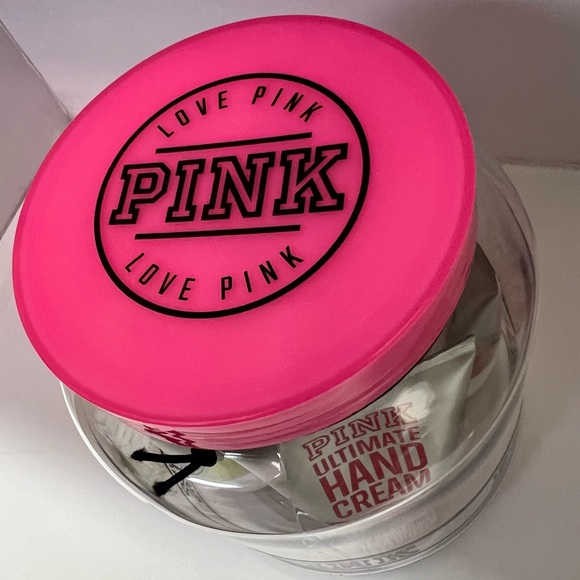 LOVE PINK
PINK
LOVE PINK
PINK
ULTIMATE
HAND
CREAM